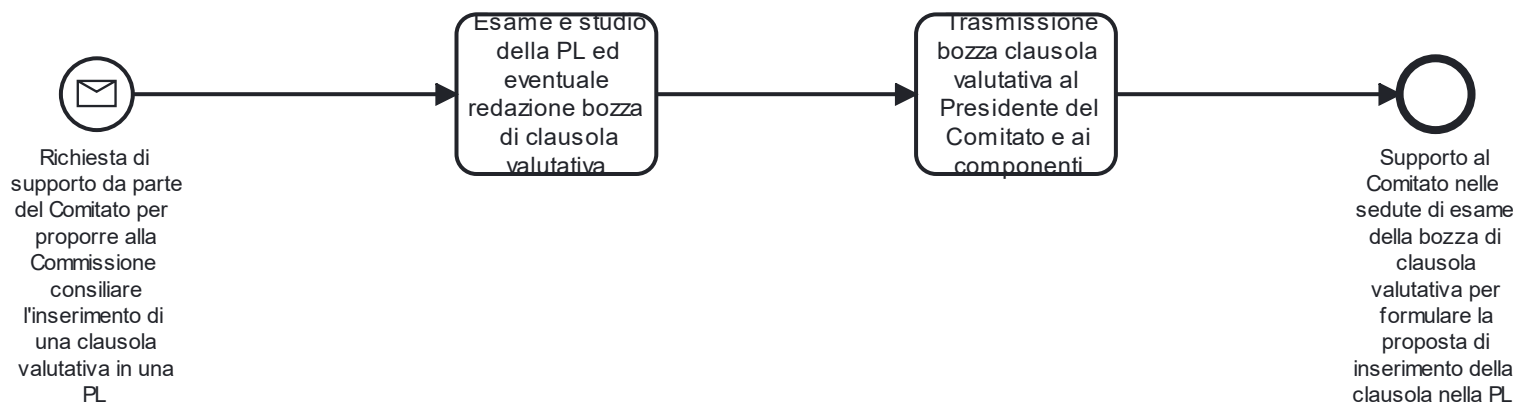 Richiesta di
supporto da parte
del Comitato per
proporre alla
Commissione
consiliare
l'inserimento di
una clausola
valutativa in una
PL
Esame e studio
della PL ed
eventuale
redazione bozza
di clausola
valutativa
Trasmissione
bozza clausola
valutativa al
Presidente del
Comitato e ai
componenti
Supporto al
Comitato nelle
sedute di esame
della bozza di
clausola
valutativa per
formulare la
proposta di
inserimento della
clausola nella PL